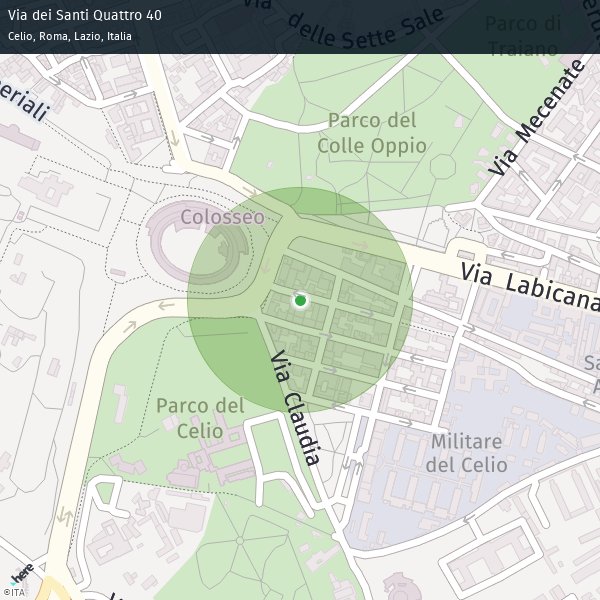 Via dei Santi Quattro 40
Celio, Roma, Lazio, Italia
Via delle Sette Sale
Parco di
Traiano
eriali
Via Mecenate
Parco del
Colle Oppio
Colosseo
Via Labicana
Via Claudia
Parco del
Celio
Militare
del Celio
here
©ITA